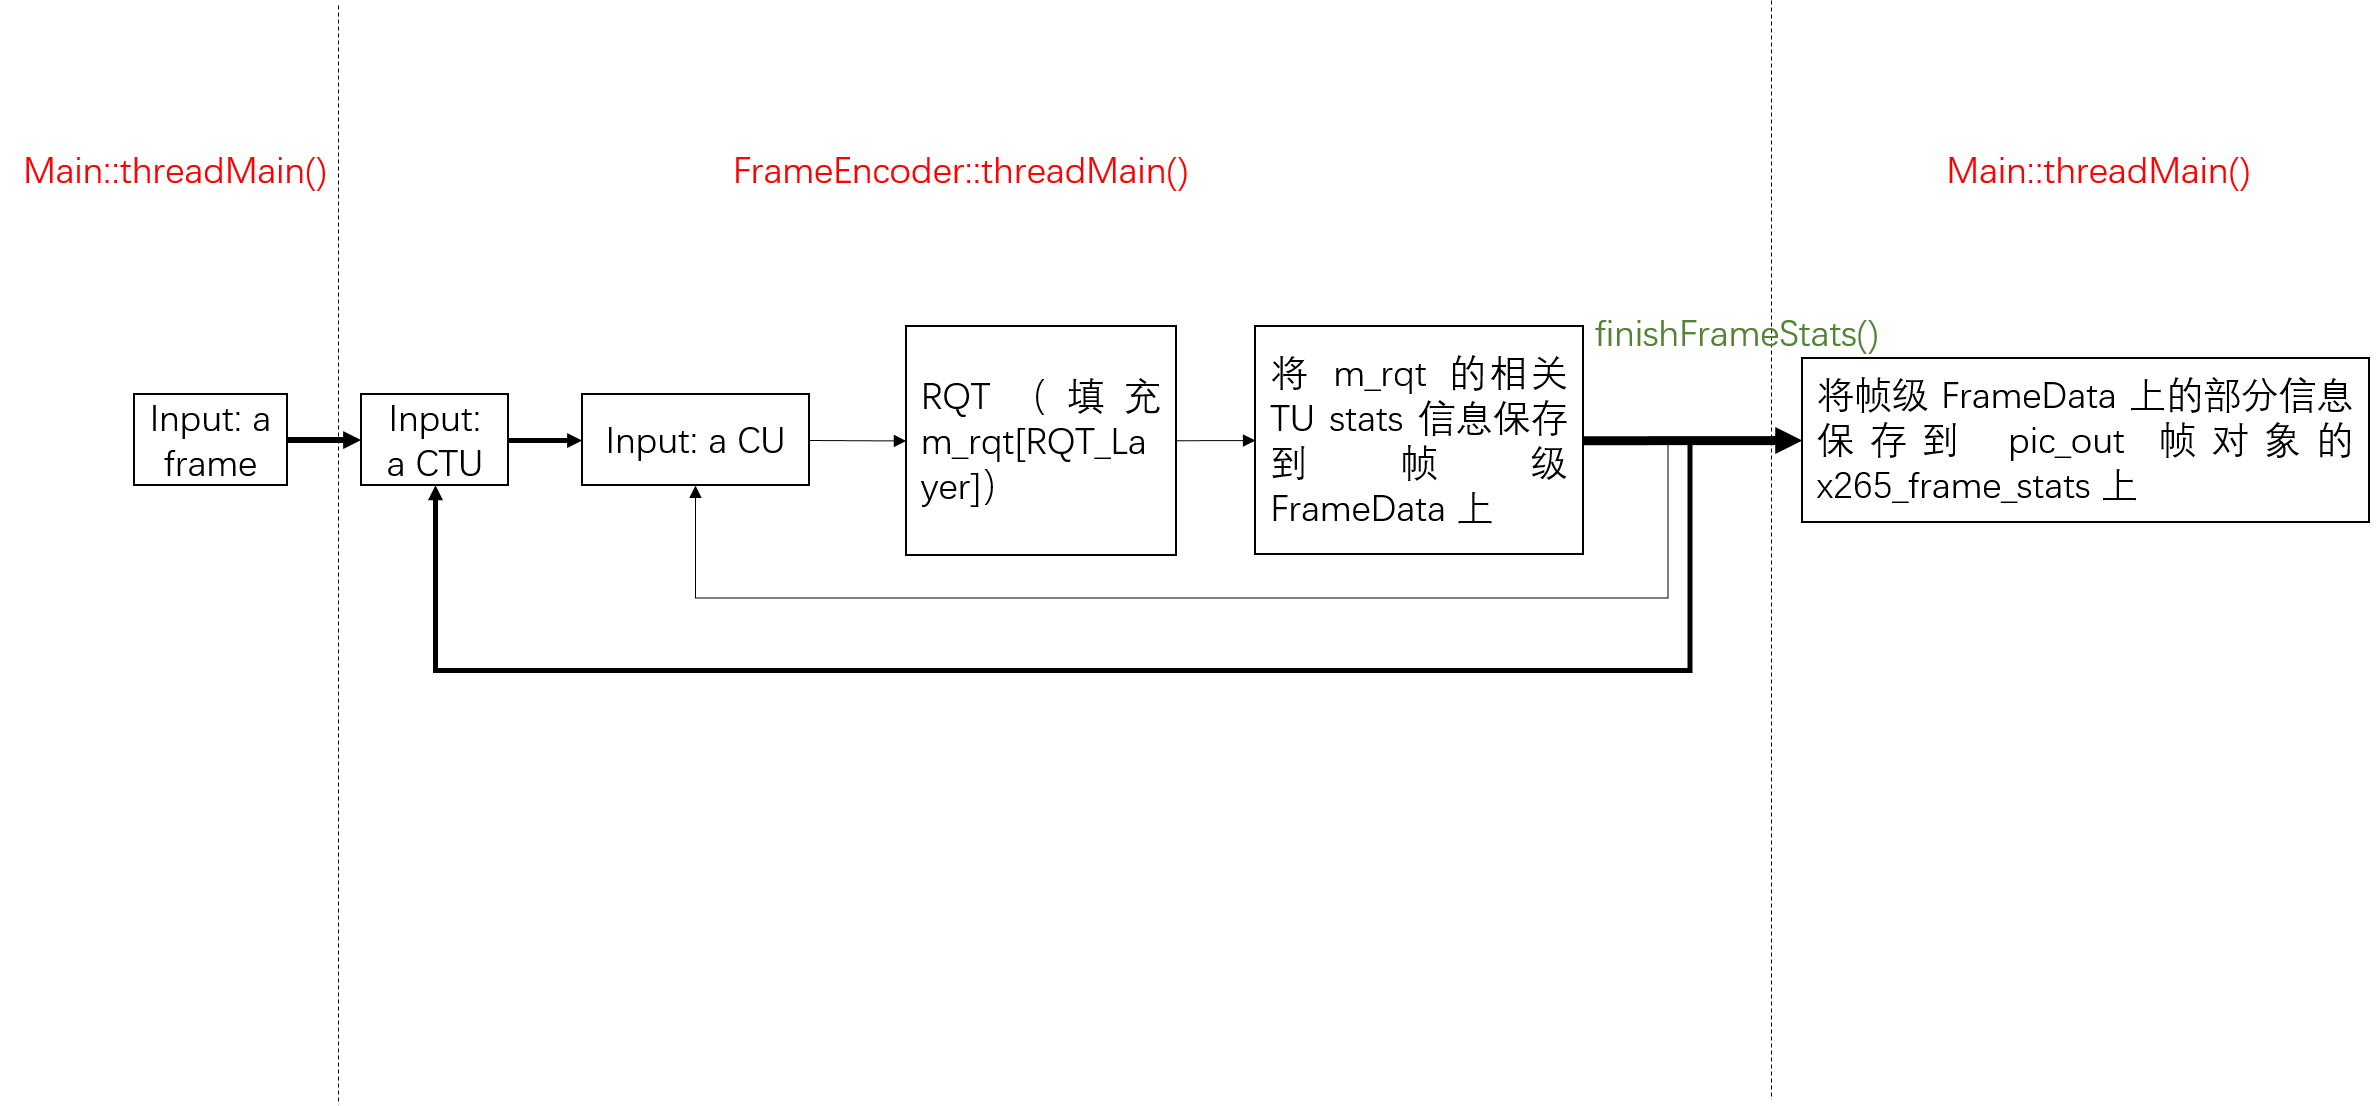 Main::threadMain()
FrameEncoder::threadMain()
Main::threadMain()
finishFrameStats()
Input: a
frame
Input:
a CTU
Input: a CU
RQT （填充
m_rqt[RQT_La
yer]）
将 m_rqt 的相关
TU stats 信息保存
到帧级
FrameData 上
将帧级 FrameData 上的部分信息
保存到 pic_out 帧对象的
x265_frame_stats 上